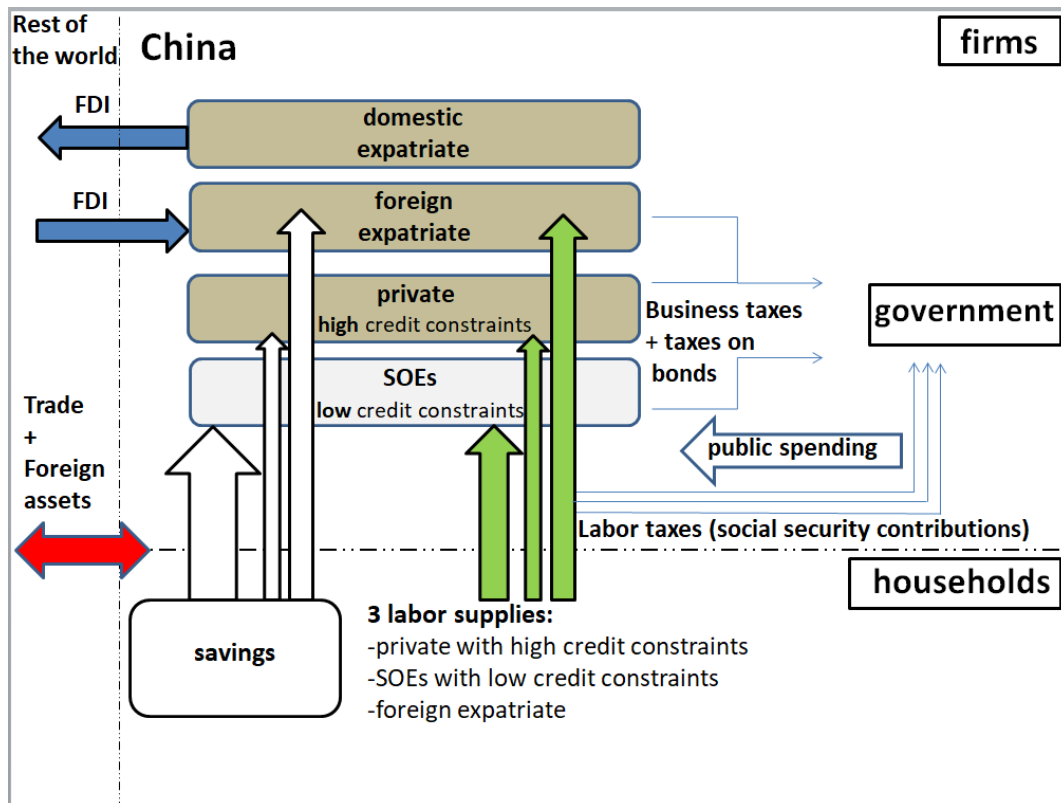 Rest of
the world
China
firms
FDI
domestic
expatriate
FDI
foreign
expatriate
private
high credit constraints
Business taxes
+ taxes on
bonds
government
SOEs
low credit constraints
Trade
+
Foreign
assets
public spending
Labor taxes (social security contributions)
households
savings
3 labor supplies:
-private with high credit constraints
-SOEs with low credit constraints
-foreign expatriate